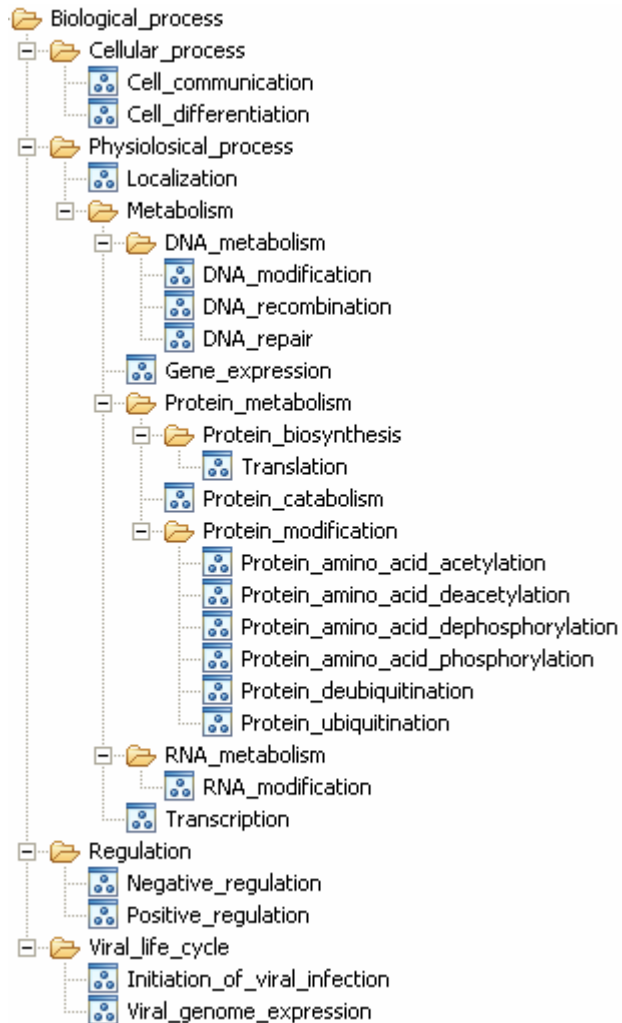 Biological_process
Cellular_process
Cell_communication
Cell_differentiation
Physiolosical_process
Localization
Metabolism
DNA_metabolism
DNA_modification
DNA_recombination
DNA_repair
Gene_expression
Protein_metabolism
Protein_biosynthesis
Translation
Protein_catabolism
Protein_modification
Protein_amino_acid_acetylation
Protein_amino_acid_deacetylation
Protein_amino_acid_dephosphorylation
Protein_amino_acid_phosphorylation
Protein_deubiquitination
Protein_ubiquitination
RNA_metabolism
RNA_modification
Transcription
Regulation
Negative_regulation
Positive_regulation
Viral_life_cycle
Initiation_of_viral_infection
Viral_genome_expression